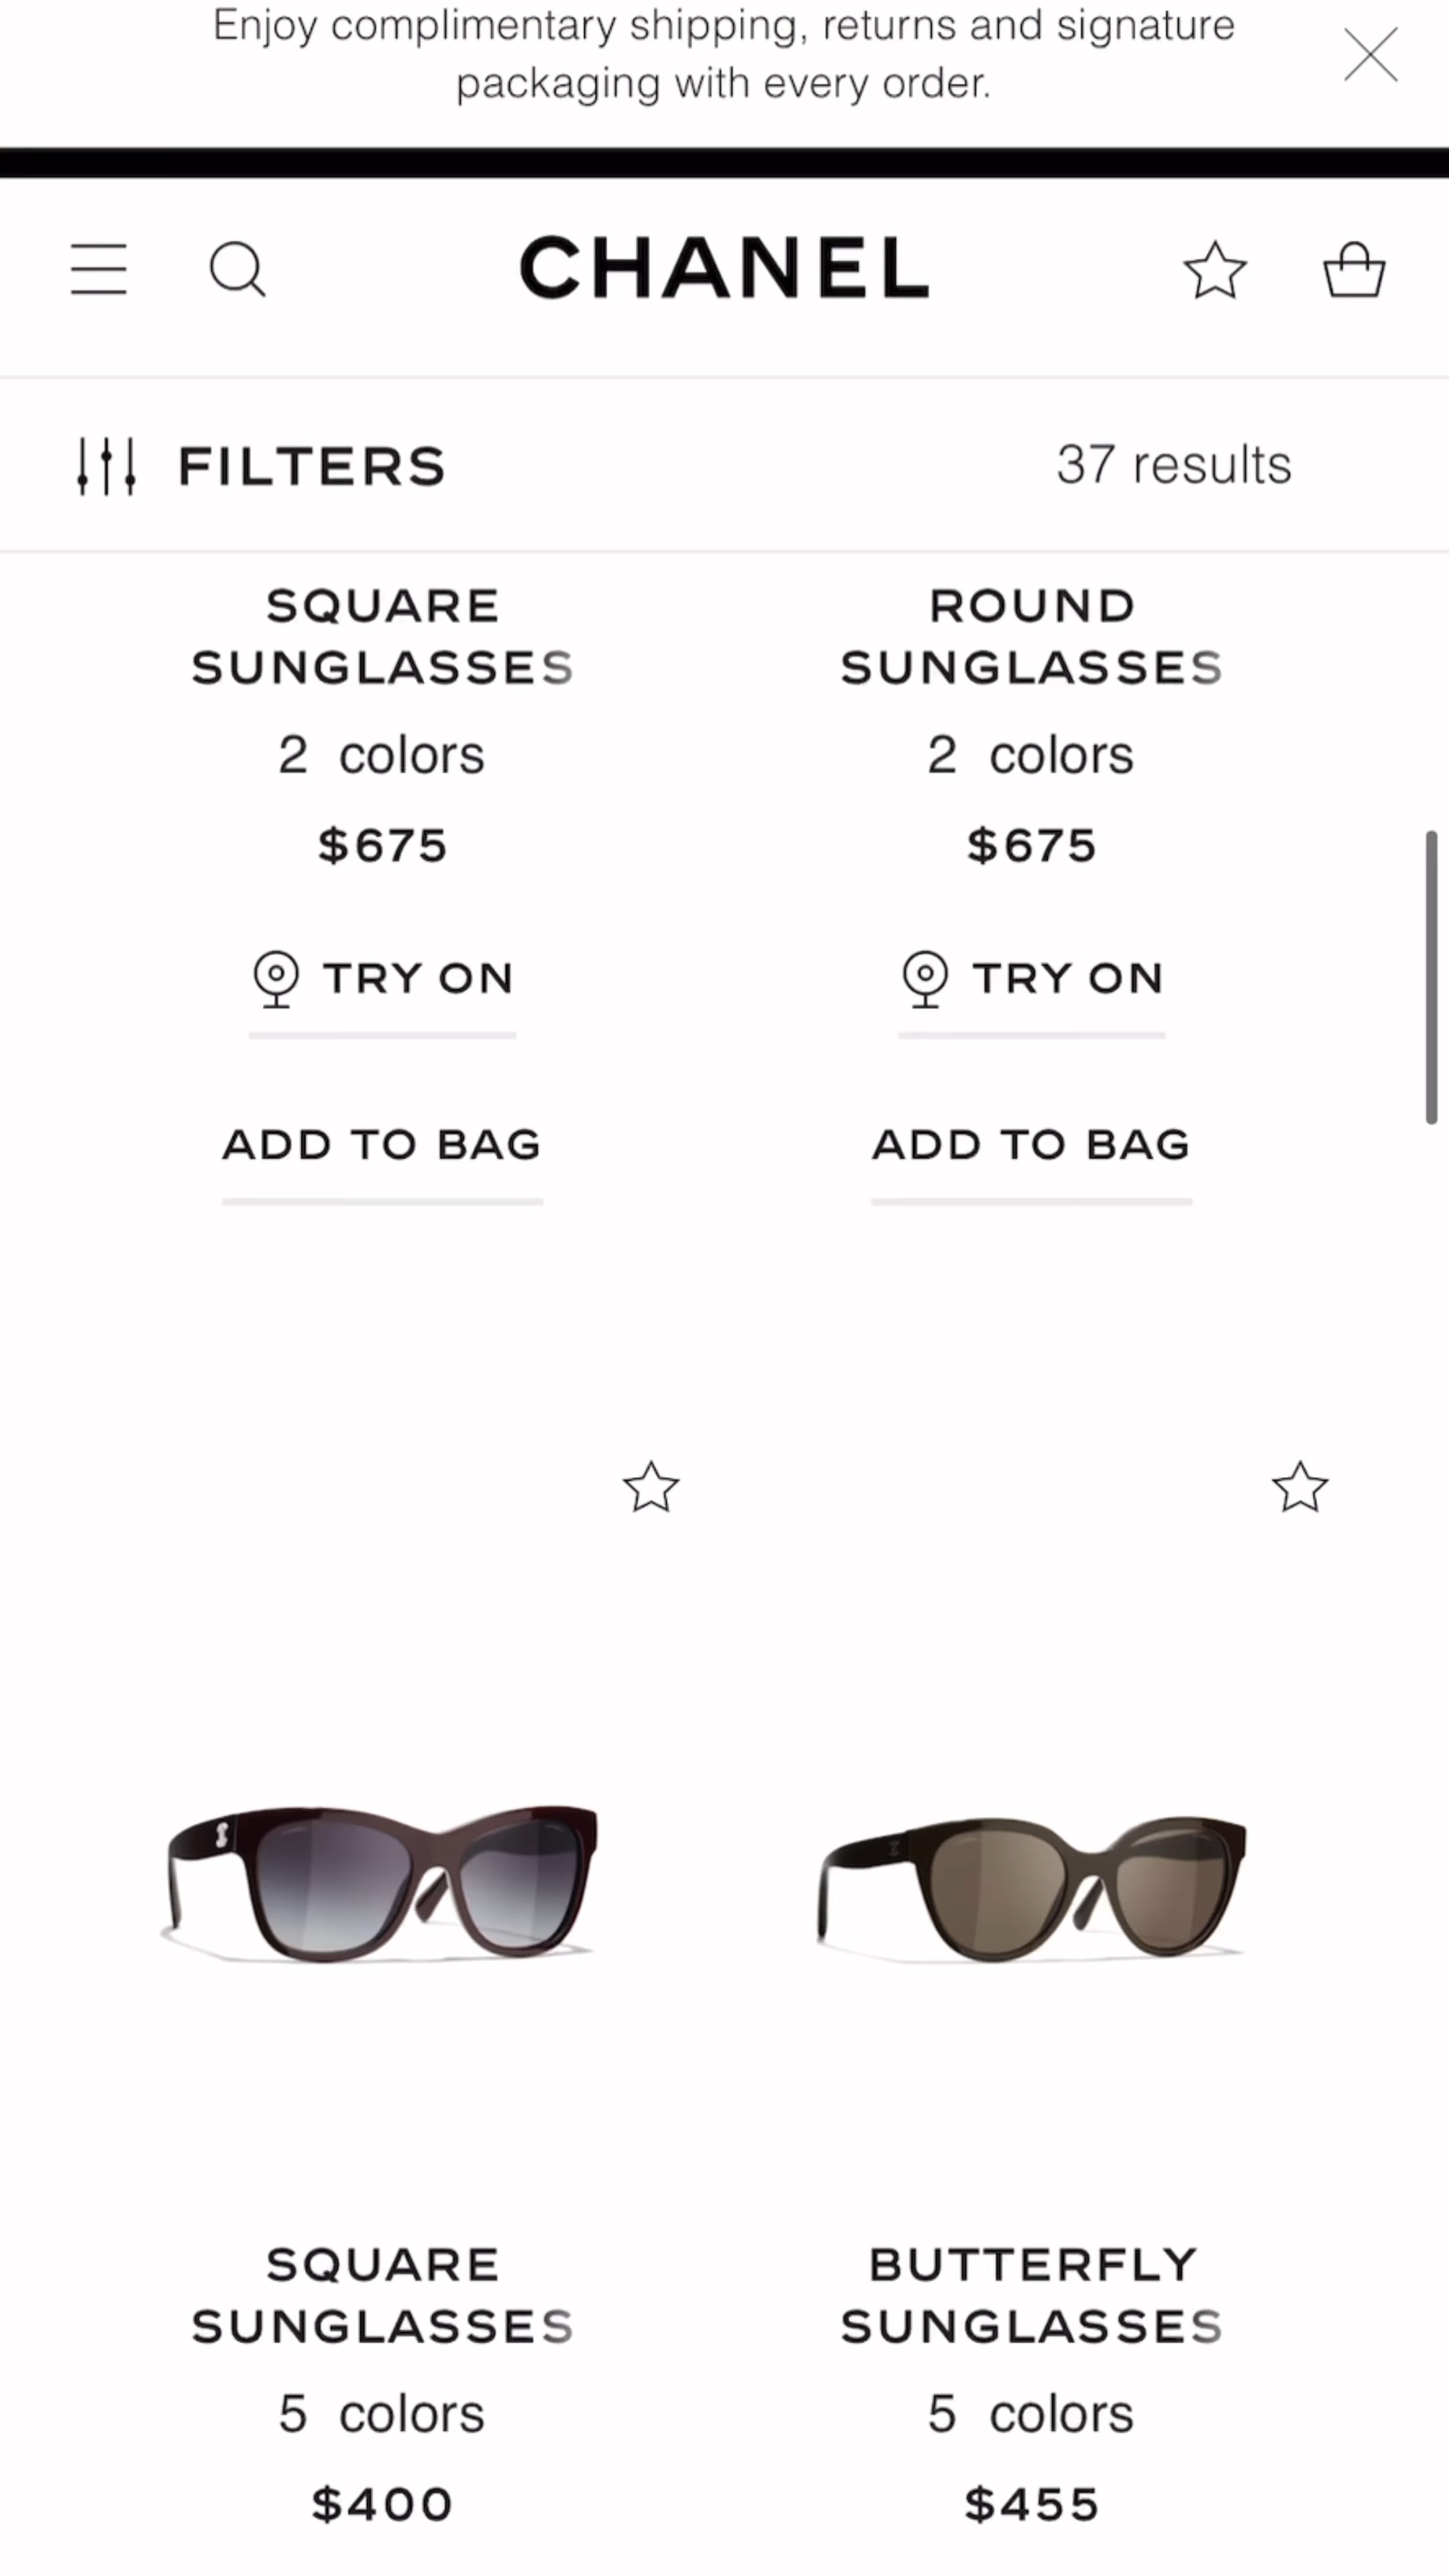 Enjoy complimentary shipping, returns and signature
packaging with every order.
CHANEL
FILTERS
37 results
SQUARE
SUNGLASSES
2 colors
$675
TRY ON
ADD TO BAG
ROUND
SUNGLASSES
2 colors
$675
TRY ON
ADD TO BAG
SQUARE
SUNGLASSES
5 colors
$400
BUTTERFLY
SUNGLASSES
5 colors
$455